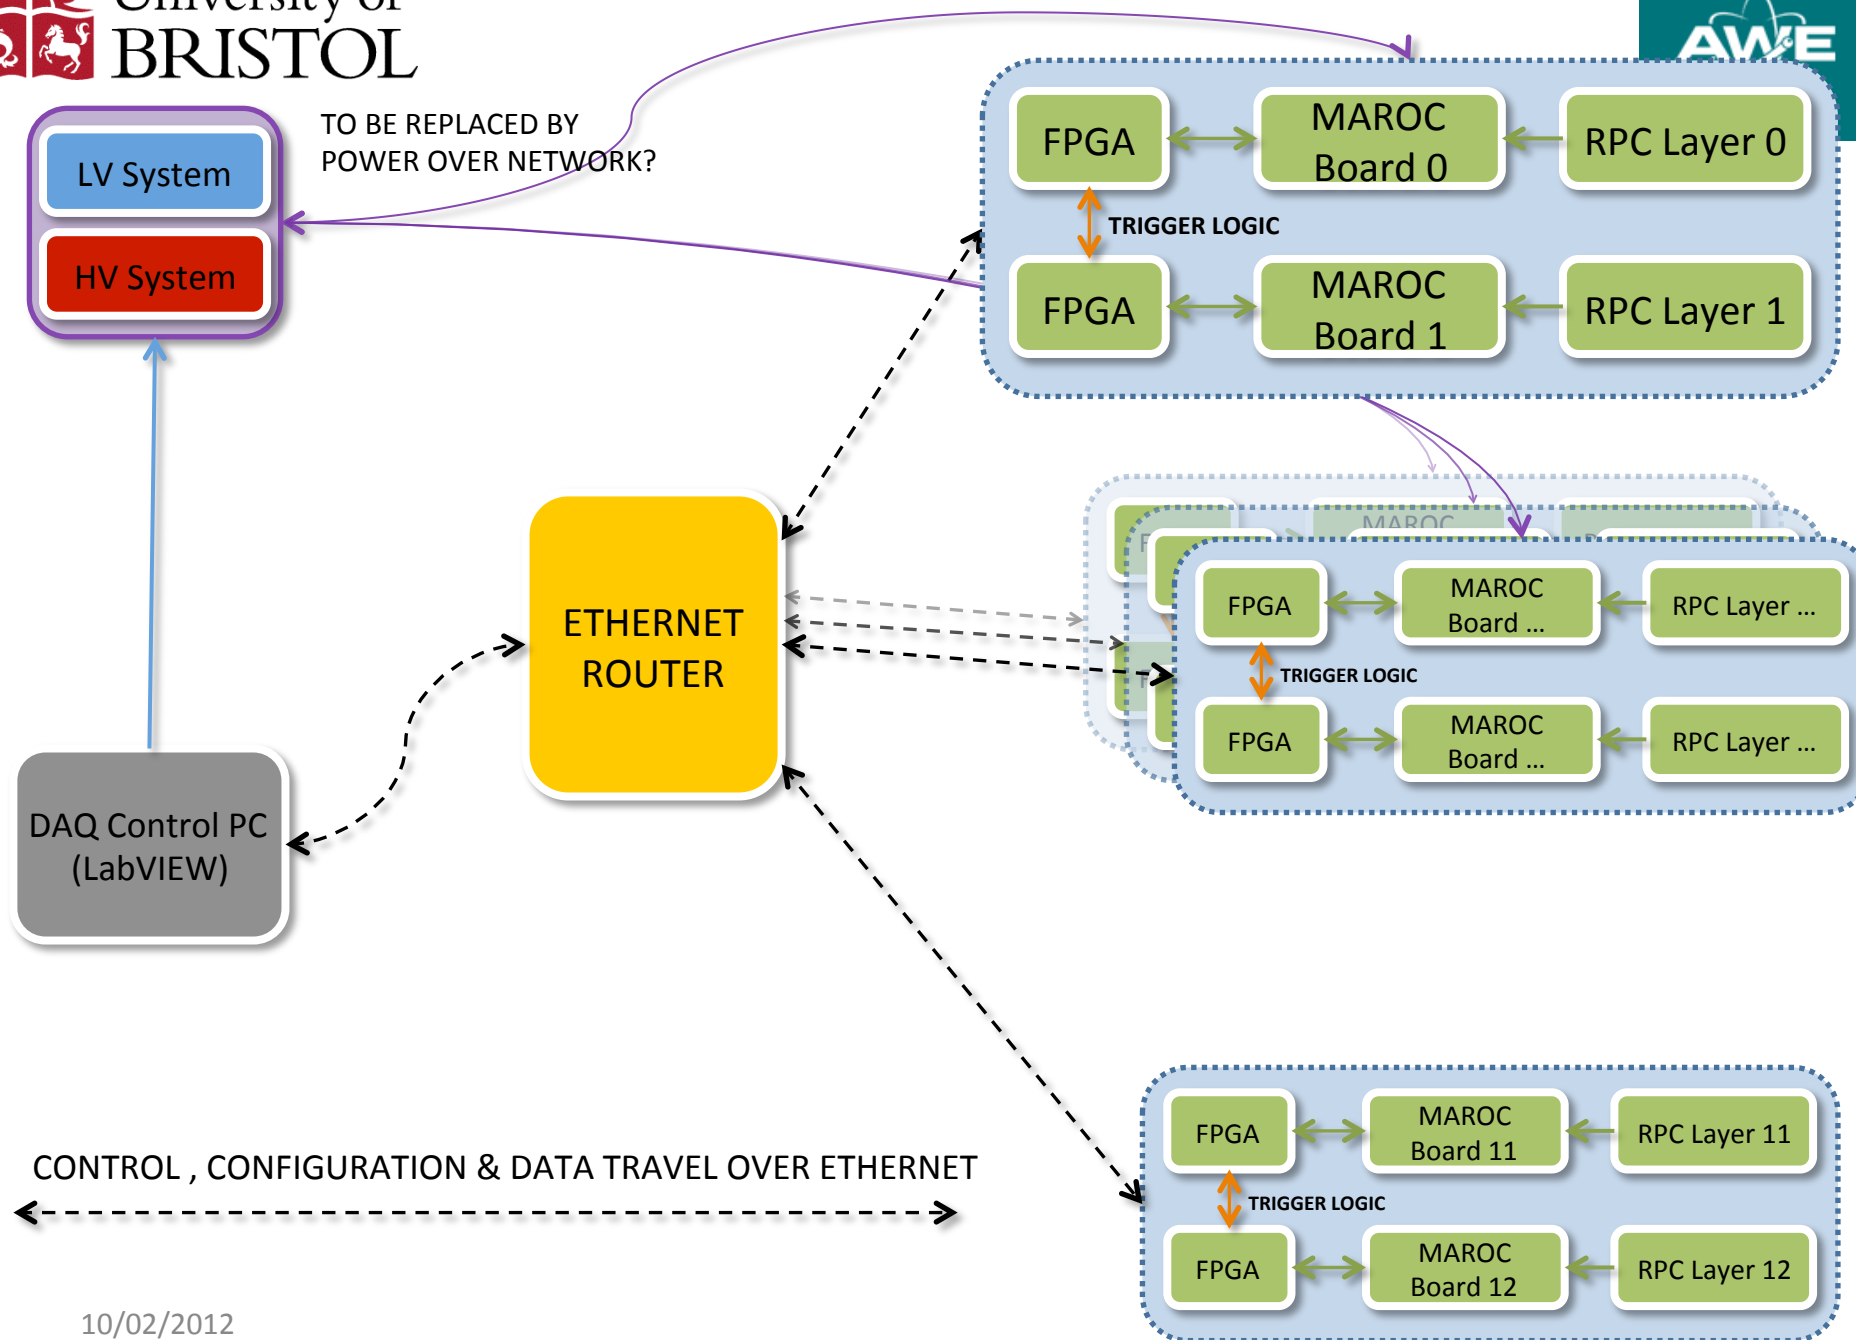 University of
BRISTOL
AWE
TO BE REPLACED BY
POWER OVER NETWORK?
LV System
HV System
FPGA
MAROC
Board 0
RPC Layer 0
TRIGGER LOGIC
FPGA
MAROC
Board 1
RPC Layer 1
MAROC
FPGA
MAROC
Board ...
RPC Layer ...
TRIGGER LOGIC
FPGA
MAROC
Board ...
RPC Layer ...
ETHERNET
ROUTER
DAQ Control PC
(LabVIEW)
CONTROL , CONFIGURATION & DATA TRAVEL OVER ETHERNET
FPGA
MAROC
Board 11
RPC Layer 11
TRIGGER LOGIC
FPGA
MAROC
Board 12
RPC Layer 12
10/02/2012